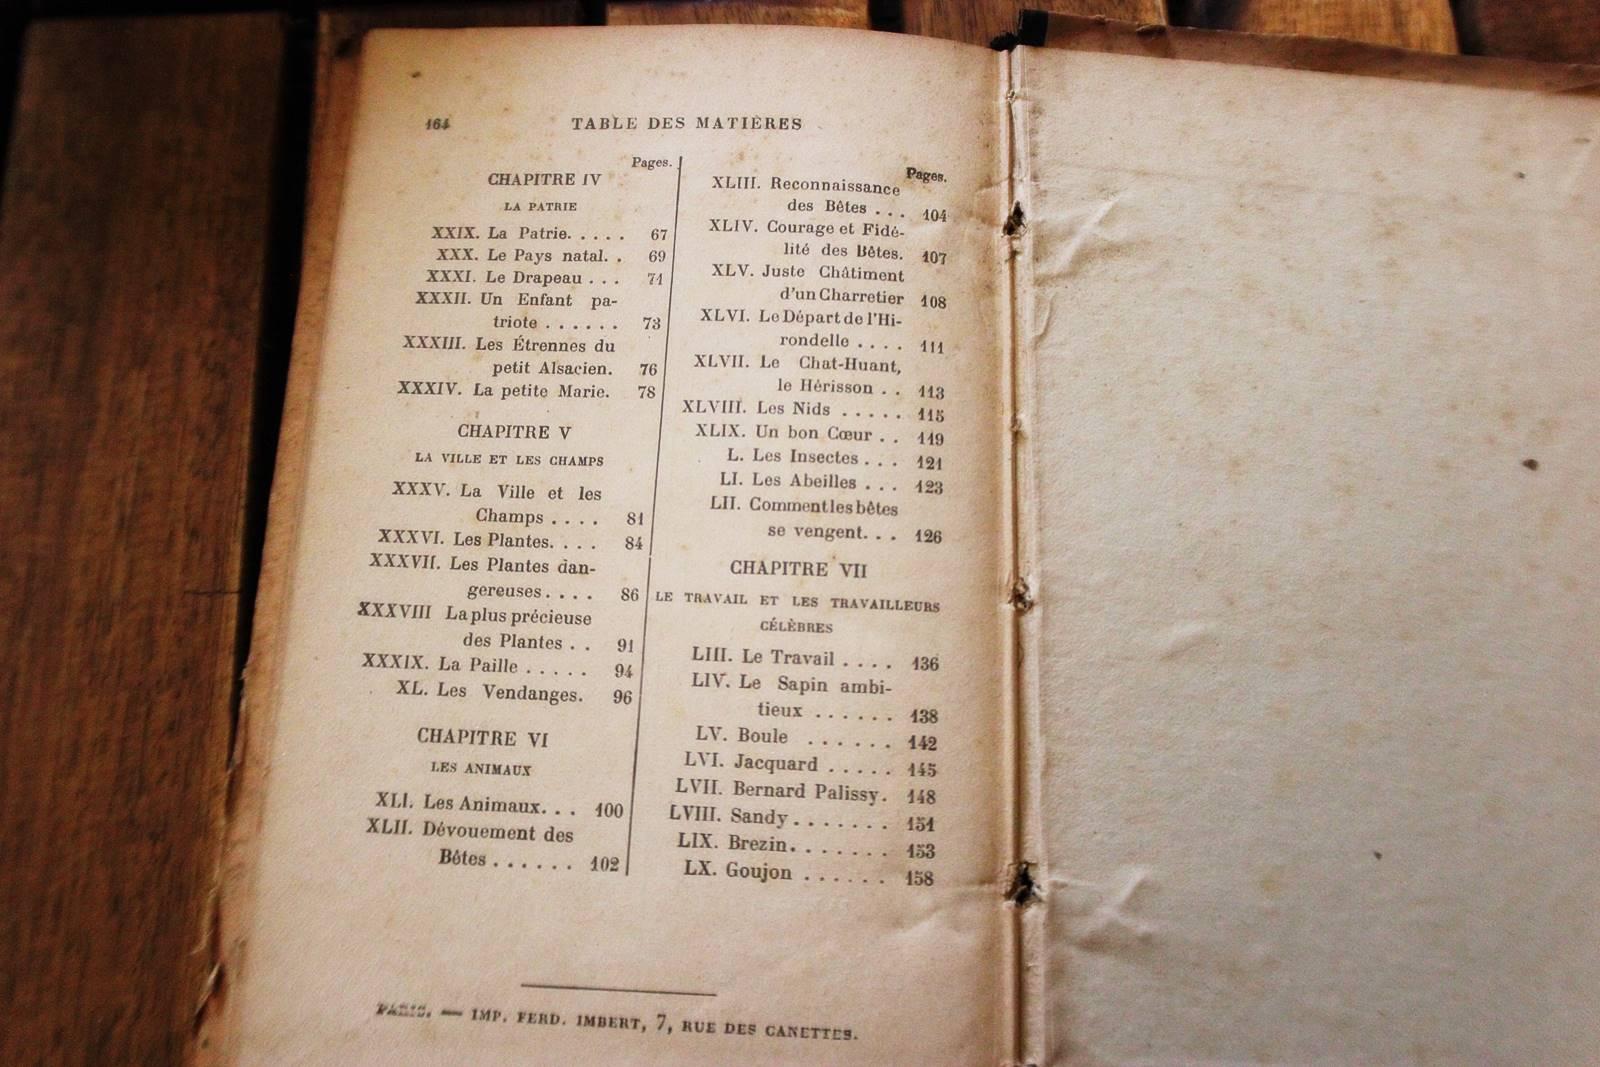 164
TABLE DES MATIÈRES
Pages.
CHAPITRE IV
LA PATRIE
XXIX. La Patrie. . . . . 67
XXX. Le Pays natal. . 69
XXXI. Le Drapeau . . . 71
XXXII. Un Enfant pa-
triote . . . . . . 73
XXXIII. Les Étrennes du
petit Alsacien. 76
XXXIV. La petite Marie. 78
CHAPITRE V
LA VILLE ET LES CHAMPS
XXXV. La Ville et les
Champs . . . . 81
XXXVI. Les Plantes. . . . 84
XXXVII. Les Plantes dan-
gereuses . . . . 86
XXXVIII La plus précieuse
des Plantes . . 91
XXXIX. La Paille . . . . . 94
XL. Les Vendanges. 96
CHAPITRE VI
LES ANIMAUX
XLI. Les Animaux. . . 100
XLII. Dévouement des
Bêtes . . . . . . 102
Pages.
XLIII. Reconnaissance
des Bêtes . . . 104
XLIV. Courage et Fidé-
lité des Bêtes. 107
XLV. Juste Châtiment
d'un Charretier 108
XLVI. Le Départ de l'Hi-
rondelle . . . . 111
XLVII. Le Chat-Huant,
le Hérisson . . 113
XLVIII. Les Nids . . . . . 115
XLIX. Un bon Cœur . . 119
L. Les Insectes . . . 121
LI. Les Abeilles . . . 123
LII. Comment les bêtes
se vengent. . . 126
CHAPITRE VII
LE TRAVAIL ET LES TRAVAILLEURS
CÉLÈBRES
LIII. Le Travail . . . . 136
LIV. Le Sapin ambi-
tieux . . . . . . 138
LV. Boule . . . . . . 142
LVI. Jacquard . . . . . 145
LVII. Bernard Palissy. 148
LVIII. Sandy . . . . . . . 151
LIX. Brezin. . . . . . . 153
LX. Goujon . . . . . . 158
PARIS. — IMP. FERD. IMBERT, 7, RUE DES CANETTES.